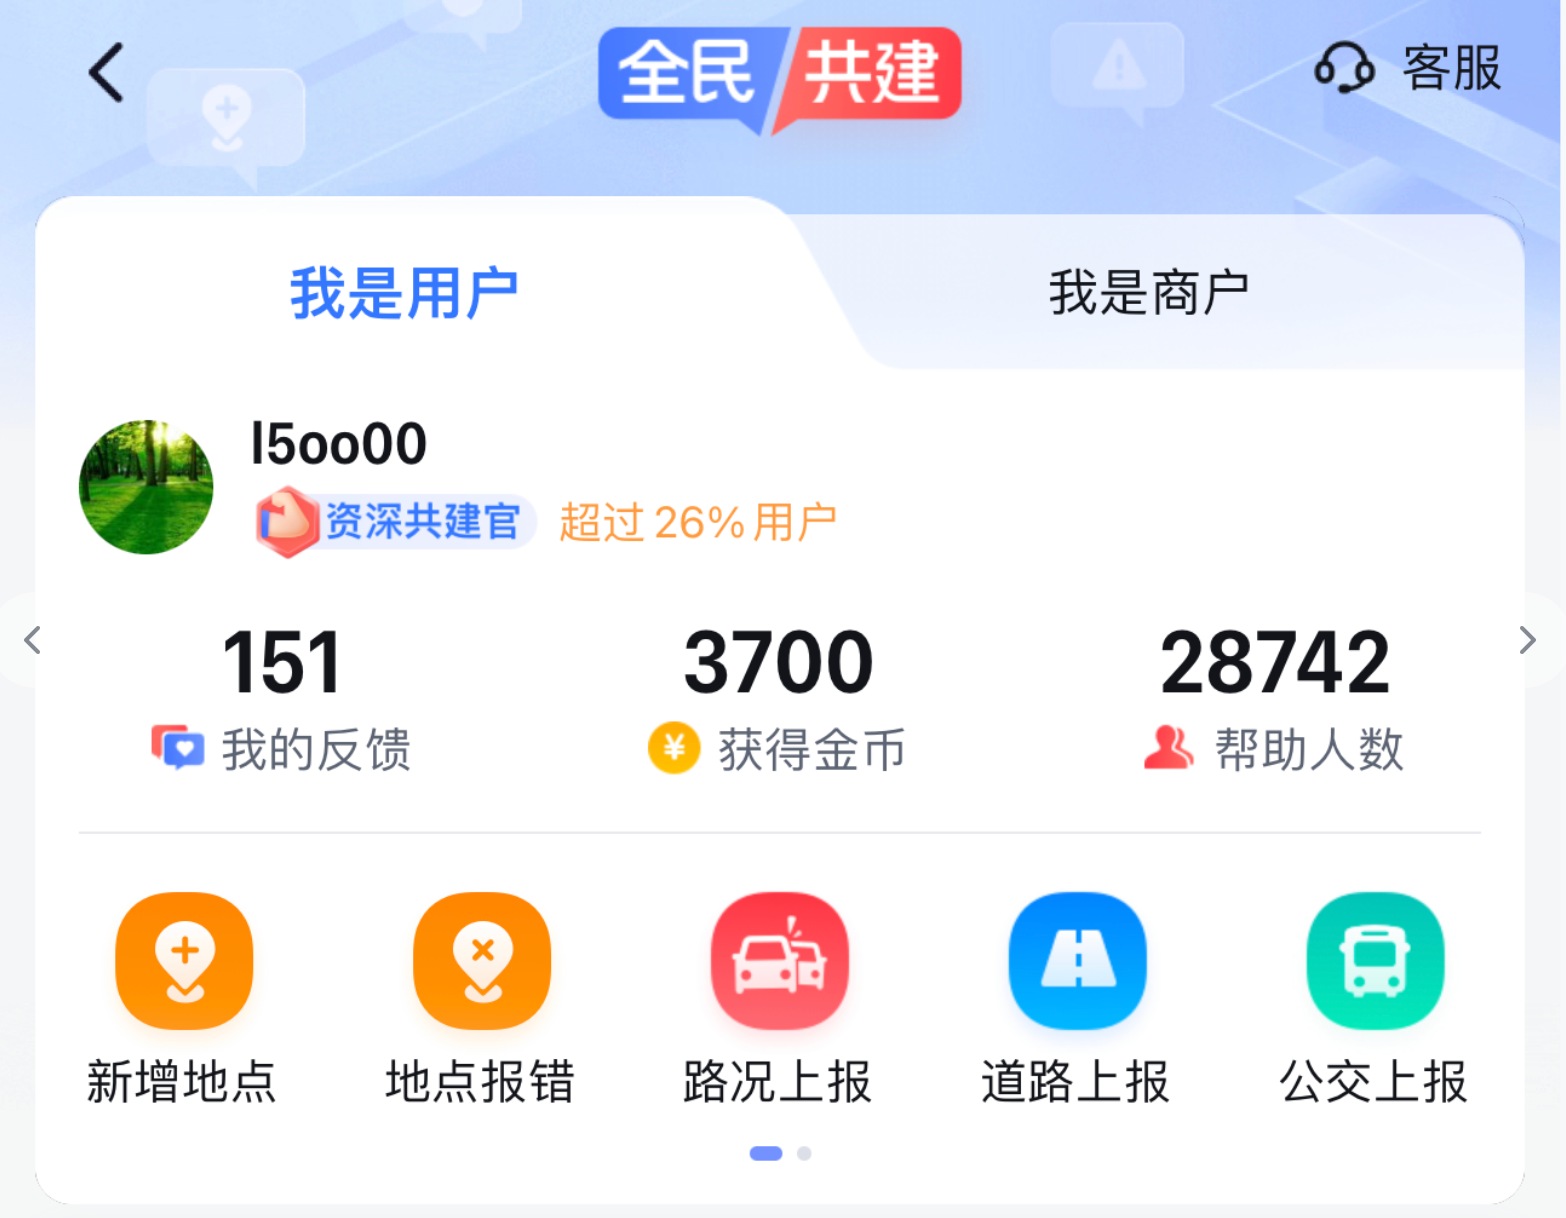 全民共建
客服
我是用户
我是商户
l5oo00
资深共建官 超过26%用户
151
3700
28742
我的反馈
获得金币
帮助人数
新增地点
地点报错
路况上报
道路上报
公交上报